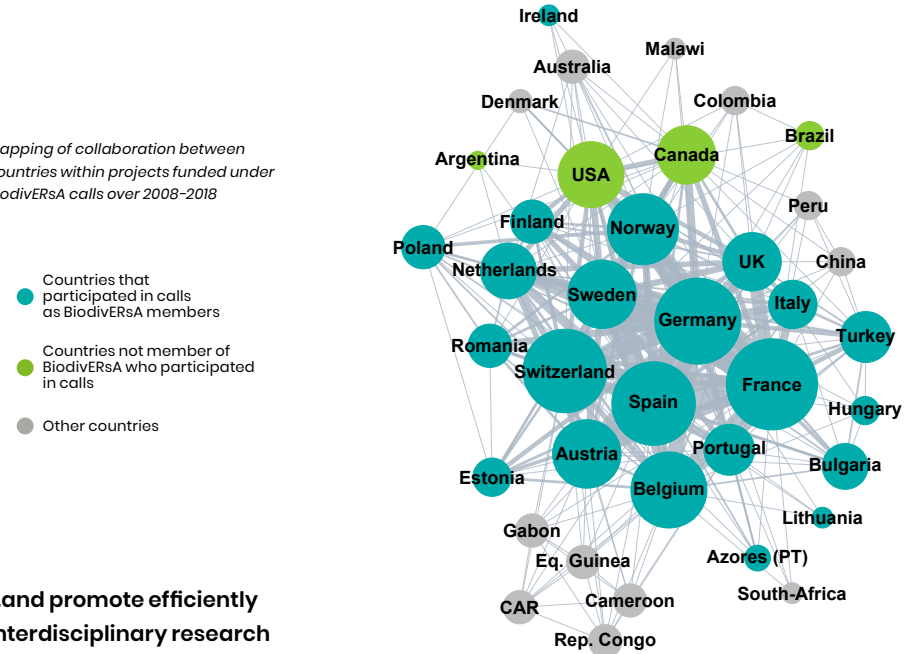 Ireland
Malawi
Australia
Denmark
Colombia
Brazil
apping of collaboration between
ountries within projects funded under
odivERsA calls over 2008-2018
Argentina
Canada
USA
Peru
Finland
Norway
Poland
UK
China
Netherlands
Countries that
participated in calls
as BiodivERsA members
Sweden
Italy
Germany
Turkey
Romania
Countries not member of
BiodivERsA who participated
in calls
Switzerland
France
Spain
Hungary
Other countries
Portugal
Austria
Bulgaria
Estonia
Belgium
Lithuania
Gabon
Eq. Guinea
Azores (PT)
South-Africa
.and promote efficiently
nterdisciplinary research
CAR
Cameroon
Rep. Congo